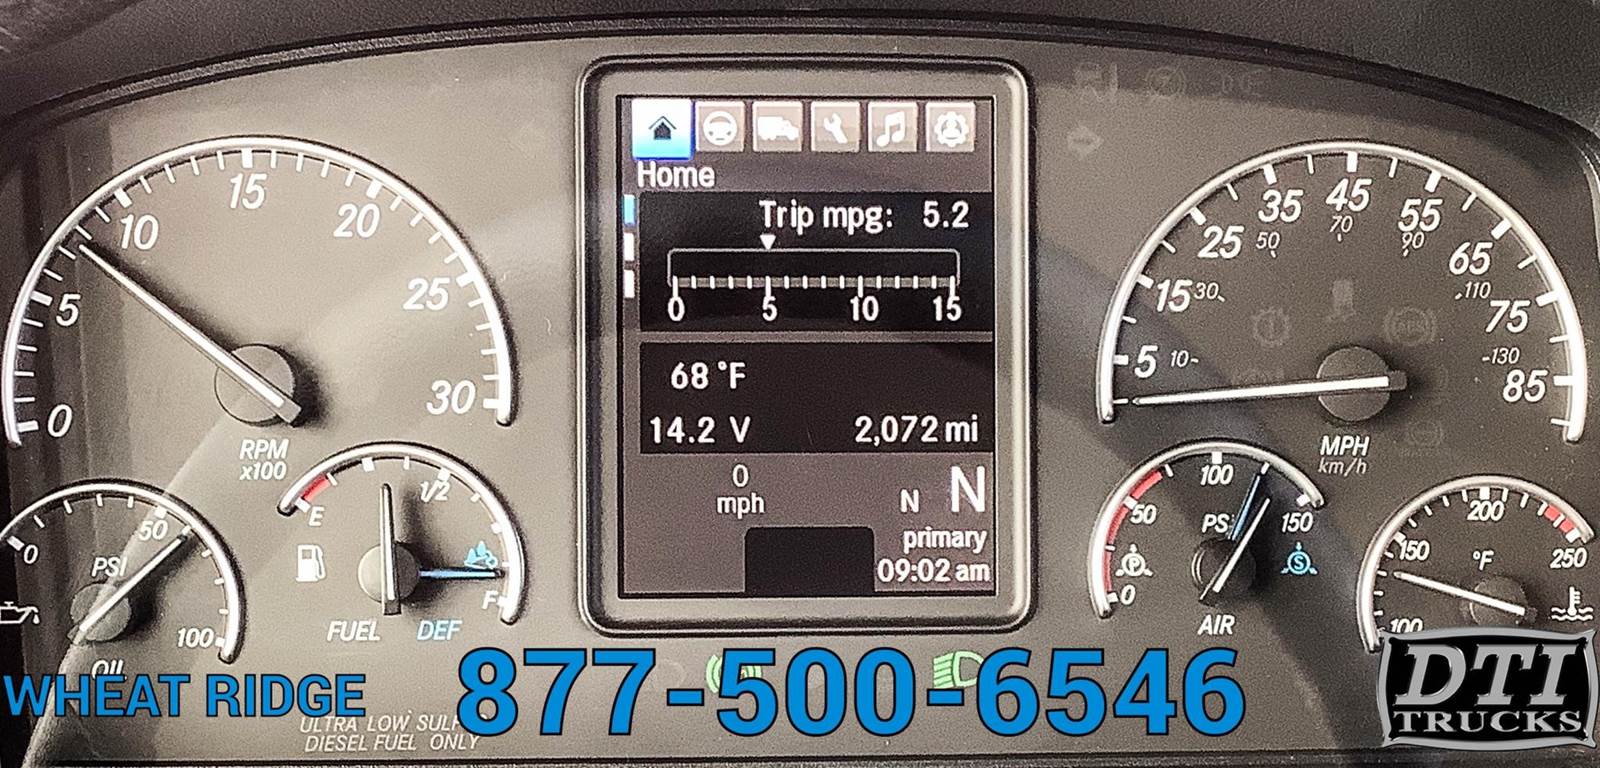 0
5
10
15
20
25
30
RPM
x100
0
50
100
PSI
OIL
E
1/2
F
FUEL DEF
Home
Trip mpg: 5.2
0 5 10 15
68 °F
14.2 V 2,072 mi
0
mph
N N
primary
09:02 am
5
15
25
35
45
55
65
75
85
10
30
50
70
90
110
130
MPH
km/h
0
50
100
150
PSI
AIR
100
150
200
250
°F
ABS
WHEAT RIDGE 877-500-6546
ULTRA LOW
DIESEL FUEL ONLY
DTI
TRUCKS